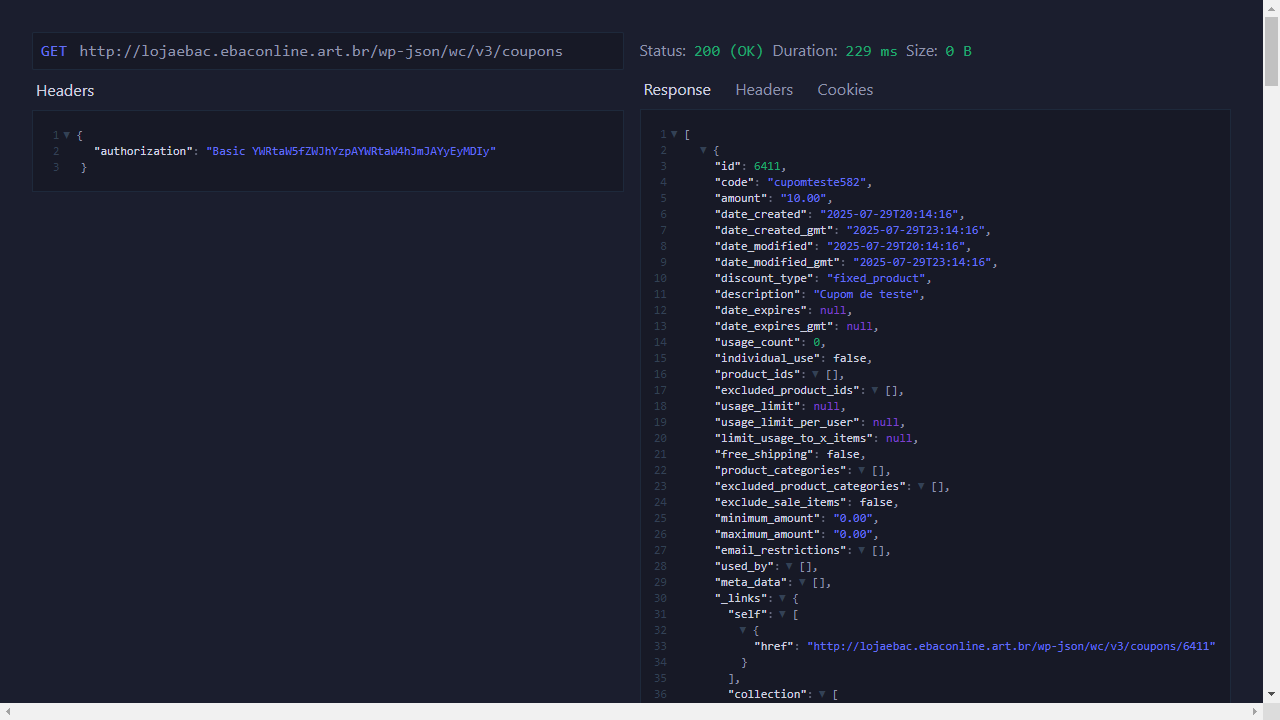 GET http://lojaebac.ebaconline.art.br/wp-json/wc/v3/coupons
Status: 200 (OK) Duration: 229 ms Size: 0 B
Headers
1 ▼ {
2 "authorization": "Basic YWRtaW5fZWJhYzpAYWRtaW4hJmJAYyEyMDIy"
3 }
Response Headers Cookies
1 ▼ [
2 ▼ {
3 "id": 6411,
4 "code": "cupomteste582",
5 "amount": "10.00",
6 "date_created": "2025-07-29T20:14:16",
7 "date_created_gmt": "2025-07-29T23:14:16",
8 "date_modified": "2025-07-29T20:14:16",
9 "date_modified_gmt": "2025-07-29T23:14:16",
10 "discount_type": "fixed_product",
11 "description": "Cupom de teste",
12 "date_expires": null,
13 "date_expires_gmt": null,
14 "usage_count": 0,
15 "individual_use": false,
16 "product_ids": ▼ [],
17 "excluded_product_ids": ▼ [],
18 "usage_limit": null,
19 "usage_limit_per_user": null,
20 "limit_usage_to_x_items": null,
21 "free_shipping": false,
22 "product_categories": ▼ [],
23 "excluded_product_categories": ▼ [],
24 "exclude_sale_items": false,
25 "minimum_amount": "0.00",
26 "maximum_amount": "0.00",
27 "email_restrictions": ▼ [],
28 "used_by": ▼ [],
29 "meta_data": ▼ [],
30 "_links": ▼ {
31 "self": ▼ [
32 ▼ {
33 "href": "http://lojaebac.ebaconline.art.br/wp-json/wc/v3/coupons/6411"
34 }
35 ],
36 "collection": ▼ [